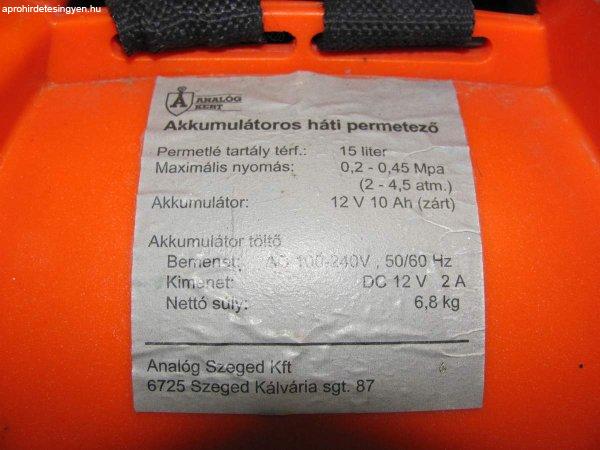 aprohirdetesingyen.hu
ANALÓG
KERT
Akkumulátoros háti permetező
Permetlé tartály térf.: 15 liter
Maximális nyomás: 0,2 - 0,45 Mpa
(2 - 4,5 atm.)
Akkumulátor: 12 V 10 Ah (zárt)
Akkumulátor töltő
Bemenet: AC 100-240V , 50/60 Hz
Kimenet: DC 12 V 2 A
Nettó súly: 6,8 kg
Analóg Szeged Kft
6725 Szeged Kálvária sgt. 87